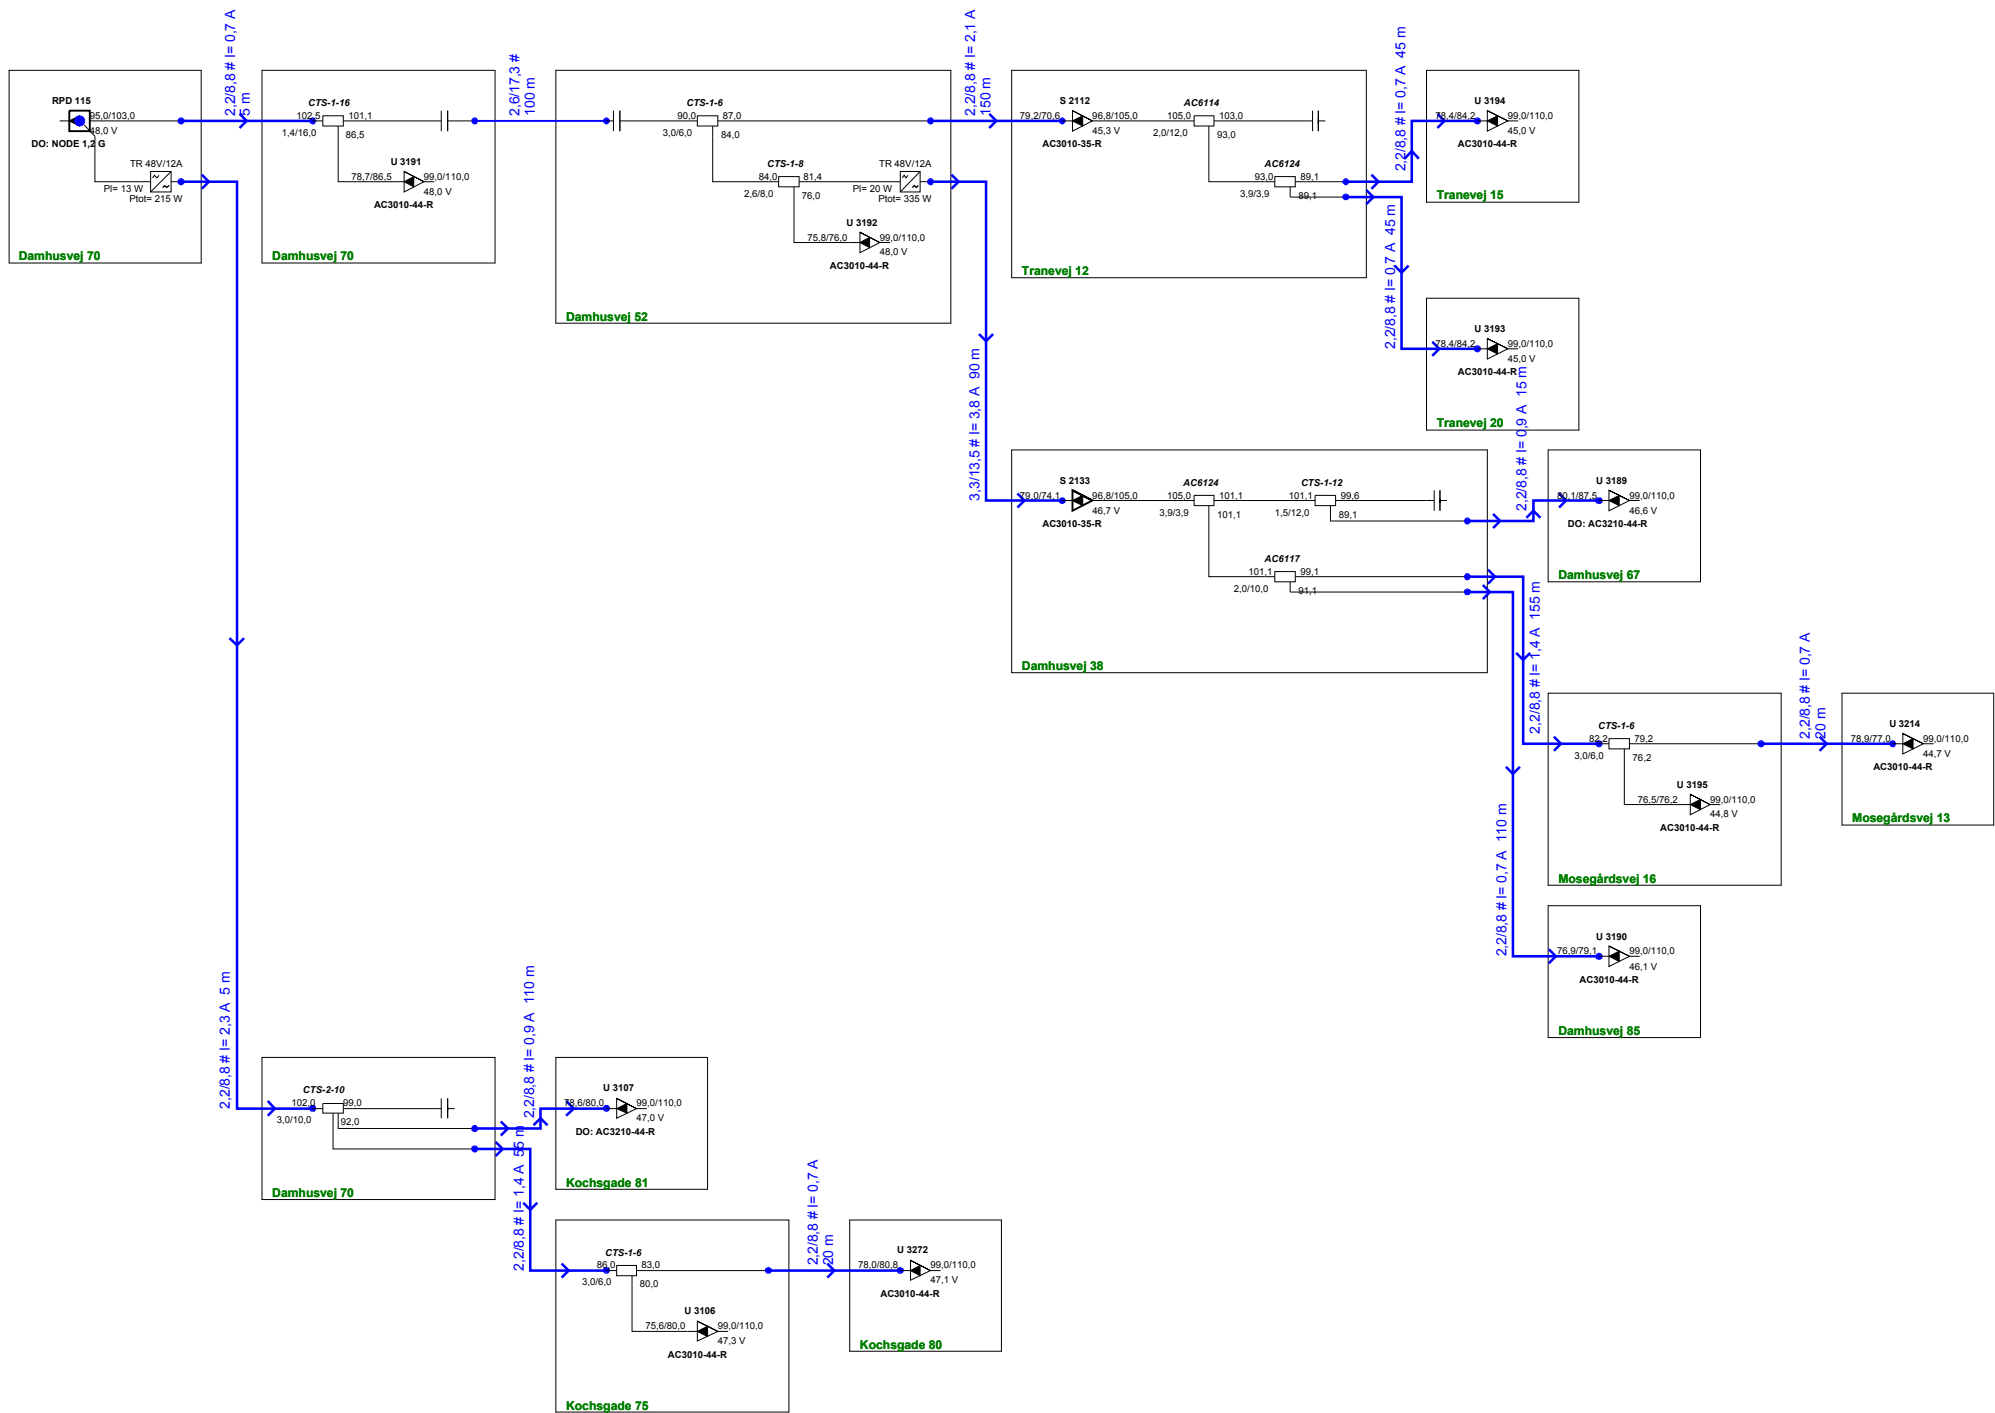 2,2/8,8 # I= 0,7 A
5 m
RPD 115
95,0/103,0
48,0 V
DO: NODE 1,2 G
TR 48V/12A
PI= 13 W
Ptot= 215 W
Damhusvej 70
CTS-1-16
102,5
101,1
1,4/16,0
86,5
U 3191
78,7/86,5
99,0/110,0
48,0 V
AC3010-44-R
Damhusvej 70
2,6/17,3 #
100 m
CTS-1-6
90,0
87,0
3,0/6,0
84,0
CTS-1-8
84,0
81,4
2,6/8,0
76,0
TR 48V/12A
PI= 20 W
Ptot= 335 W
U 3192
75,8/76,0
99,0/110,0
48,0 V
AC3010-44-R
Damhusvej 52
2,2/8,8 # I= 2,1 A
150 m
S 2112
79,2/70,6
96,8/105,0
45,3 V
AC3010-35-R
AC6114
105,0
103,0
2,0/12,0
93,0
AC6124
93,0
89,1
3,9/3,9
89,1
Tranevej 12
2,2/8,8 # I= 0,7 A 45 m
U 3194
78,4/84,2
99,0/110,0
45,0 V
AC3010-44-R
Tranevej 15
2,2/8,8 # I= 0,7 A 45 m
U 3193
78,4/84,2
99,0/110,0
45,0 V
AC3010-44-R
Tranevej 20
3,3/13,5 # I= 3,8 A 90 m
S 2133
79,0/74,1
96,8/105,0
46,7 V
AC3010-35-R
AC6124
105,0
101,1
3,9/3,9
101,1
CTS-1-12
101,1
99,6
1,5/12,0
89,1
AC6117
101,1
99,1
2,0/10,0
91,1
Damhusvej 38
2,2/8,8 # I= 0,9 A 15 m
U 3189
80,1/87,5
99,0/110,0
46,6 V
DO: AC3210-44-R
Damhusvej 67
2,2/8,8 # I= 1,4 A 155 m
CTS-1-6
82,2
79,2
3,0/6,0
76,2
U 3195
76,5/76,2
99,0/110,0
44,8 V
AC3010-44-R
Mosegårdsvej 16
2,2/8,8 # I= 0,7 A
20 m
U 3214
78,9/77,0
99,0/110,0
44,7 V
AC3010-44-R
Mosegårdsvej 13
2,2/8,8 # I= 0,7 A 110 m
U 3190
76,9/79,1
99,0/110,0
46,1 V
AC3010-44-R
Damhusvej 85
2,2/8,8 # I= 2,3 A 5 m
CTS-2-10
102,0
99,0
3,0/10,0
92,0
Damhusvej 70
2,2/8,8 # I= 0,9 A 110 m
U 3107
78,6/80,0
99,0/110,0
47,0 V
DO: AC3210-44-R
Kochsgade 81
2,2/8,8 # I= 1,4 A 55 m
CTS-1-6
86,0
83,0
3,0/6,0
80,0
U 3106
75,6/80,0
99,0/110,0
47,3 V
AC3010-44-R
Kochsgade 75
2,2/8,8 # I= 0,7 A
20 m
U 3272
78,0/80,8
99,0/110,0
47,1 V
AC3010-44-R
Kochsgade 80